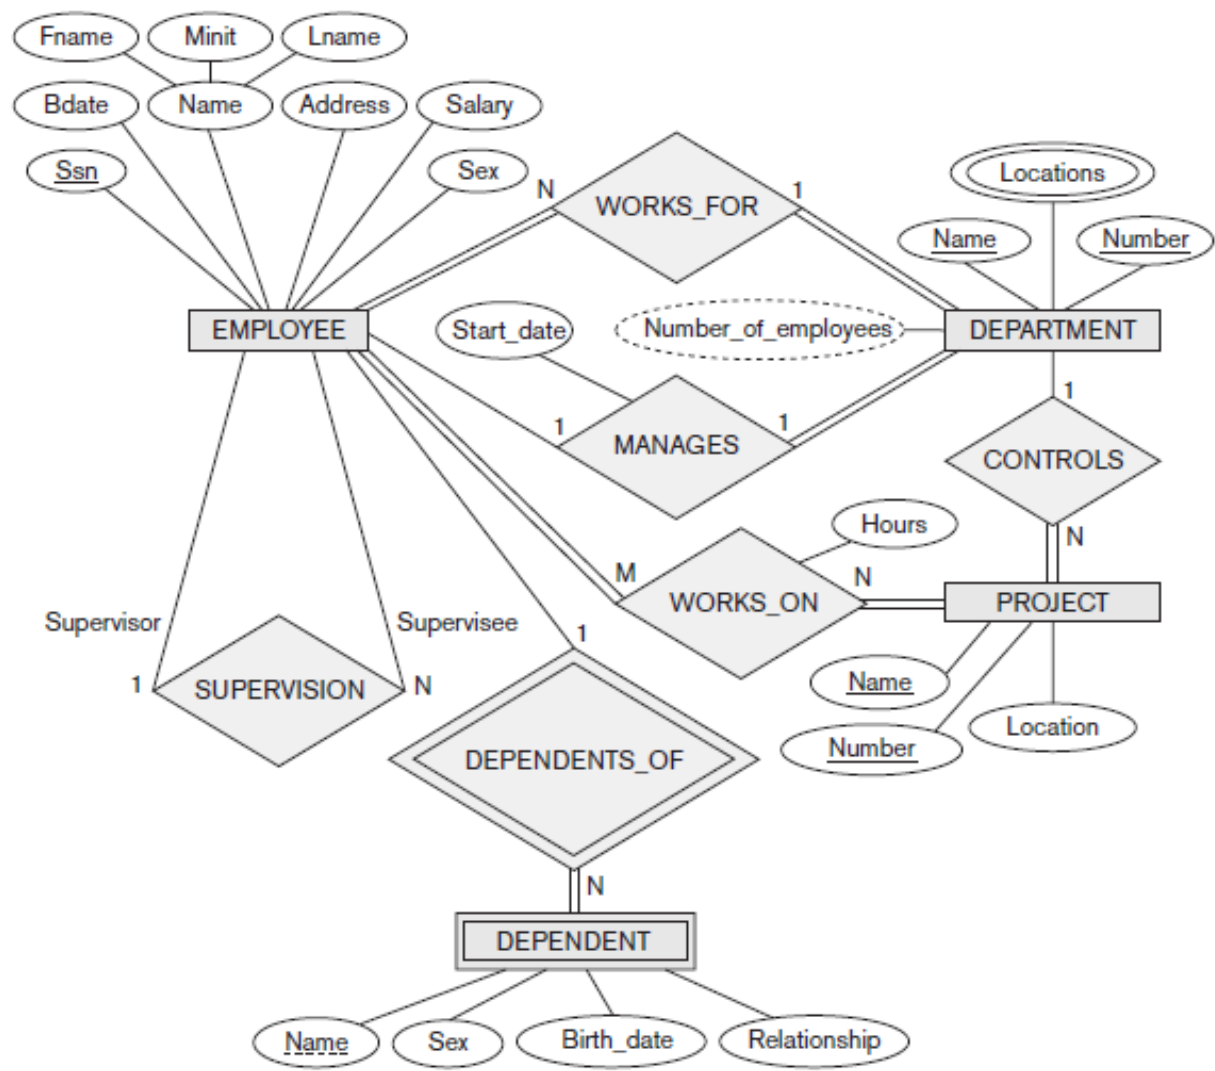 Fname
Minit
Lname
Bdate
Name
Address
Salary
Ssn
Sex
N
WORKS_FOR
1
Locations
Name
Number
EMPLOYEE
Start_date
Number_of_employees
DEPARTMENT
1
MANAGES
1
1
CONTROLS
N
Hours
M
WORKS_ON
N
PROJECT
Supervisor
Supervisee
1
SUPERVISION
N
1
Name
Number
Location
DEPENDENTS_OF
N
DEPENDENT
Name
Sex
Birth_date
Relationship